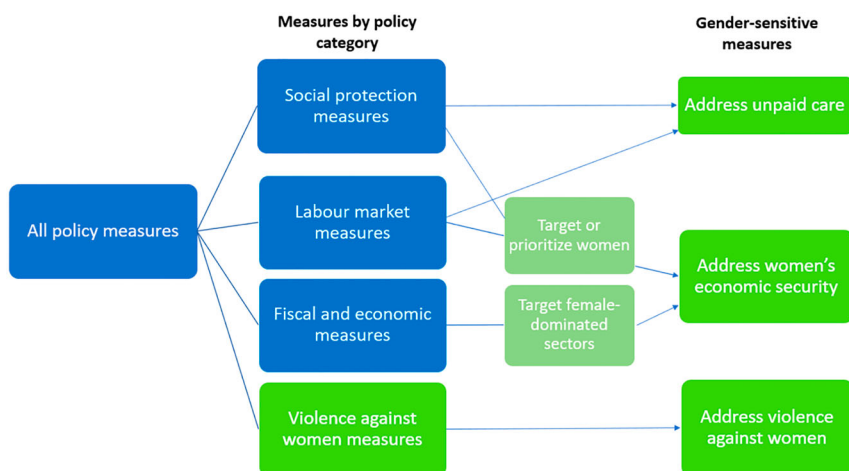 Measures by policy
category
Gender-sensitive
measures
Social protection
measures
Address unpaid care
All policy measures
Labour market
measures
Target or
prioritize women
Address women's
economic security
Fiscal and economic
measures
Target female-
dominated
sectors
Violence against
women measures
Address violence
against women